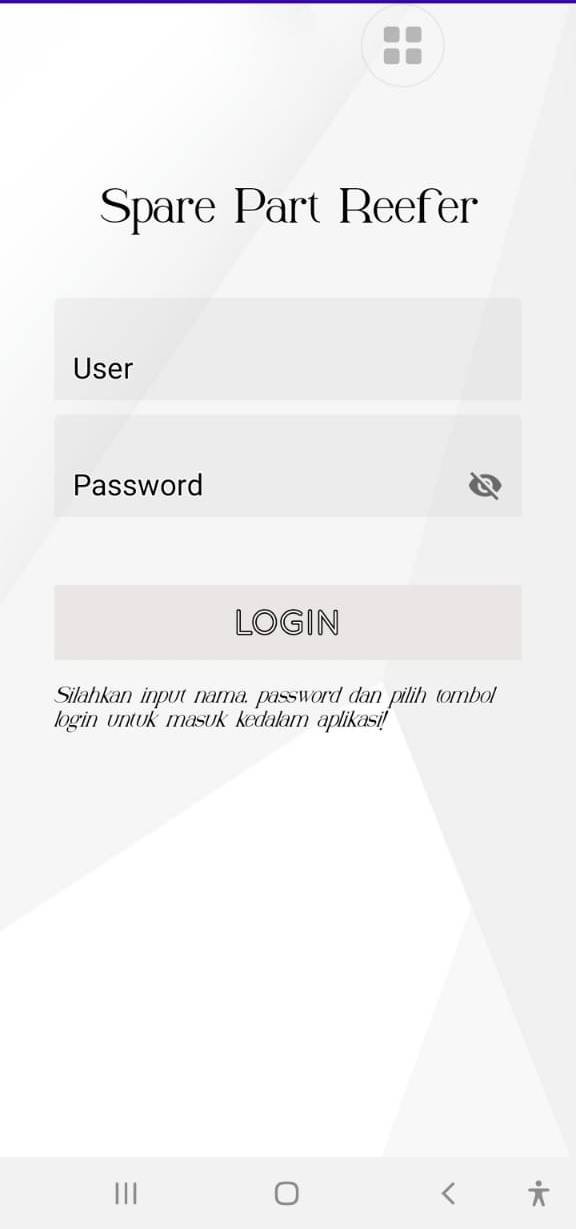 Spare Part Reefer
User
Password
LOGIN
Silahkan input nama, password dan pilih tombol
login untuk masuk kedalam aplikasi!